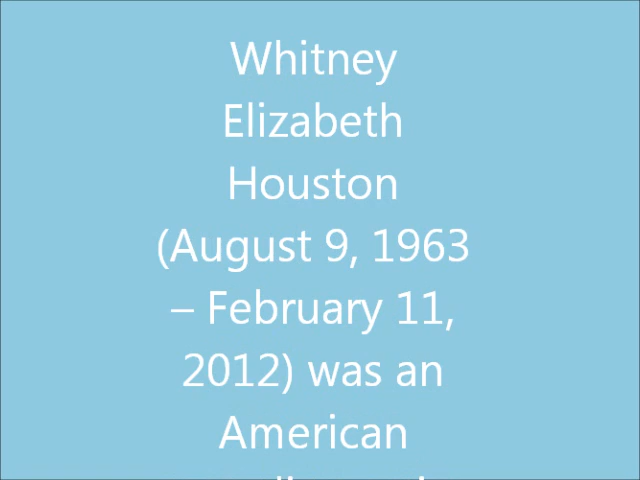 Whitney
Elizabeth
Houston
(August 9, 1963
– February 11,
2012) was an
American